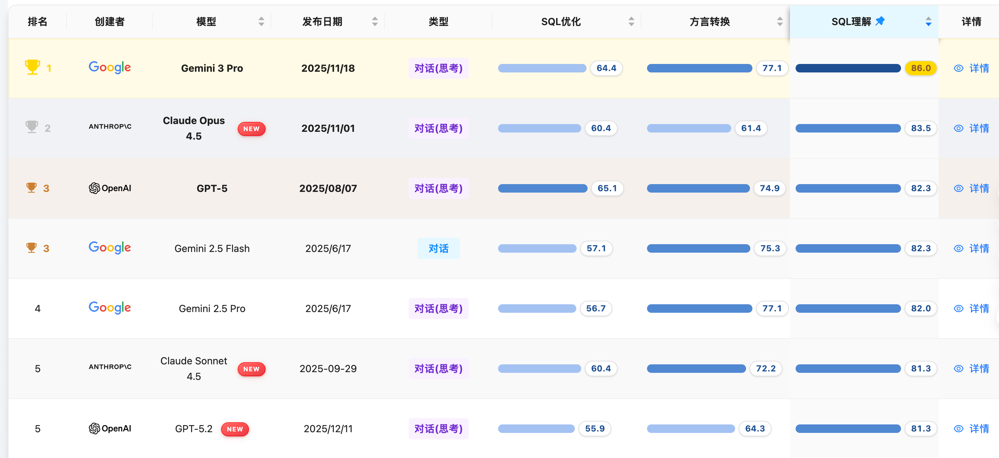 排名 创建者 模型 发布日期 类型 SQL优化 方言转换 SQL理解 详情
1 Google Gemini 3 Pro 2025/11/18 对话(思考) 64.4 77.1 86.0 详情
2 ANTHROP\C Claude Opus 4.5 NEW 2025/11/01 对话(思考) 60.4 61.4 83.5 详情
3 OpenAI GPT-5 2025/08/07 对话(思考) 65.1 74.9 82.3 详情
3 Google Gemini 2.5 Flash 2025/6/17 对话 57.1 75.3 82.3 详情
4 Google Gemini 2.5 Pro 2025/6/17 对话(思考) 56.7 77.1 82.0 详情
5 ANTHROP\C Claude Sonnet 4.5 NEW 2025-09-29 对话(思考) 60.4 72.2 81.3 详情
5 OpenAI GPT-5.2 NEW 2025/12/11 对话(思考) 55.9 64.3 81.3 详情